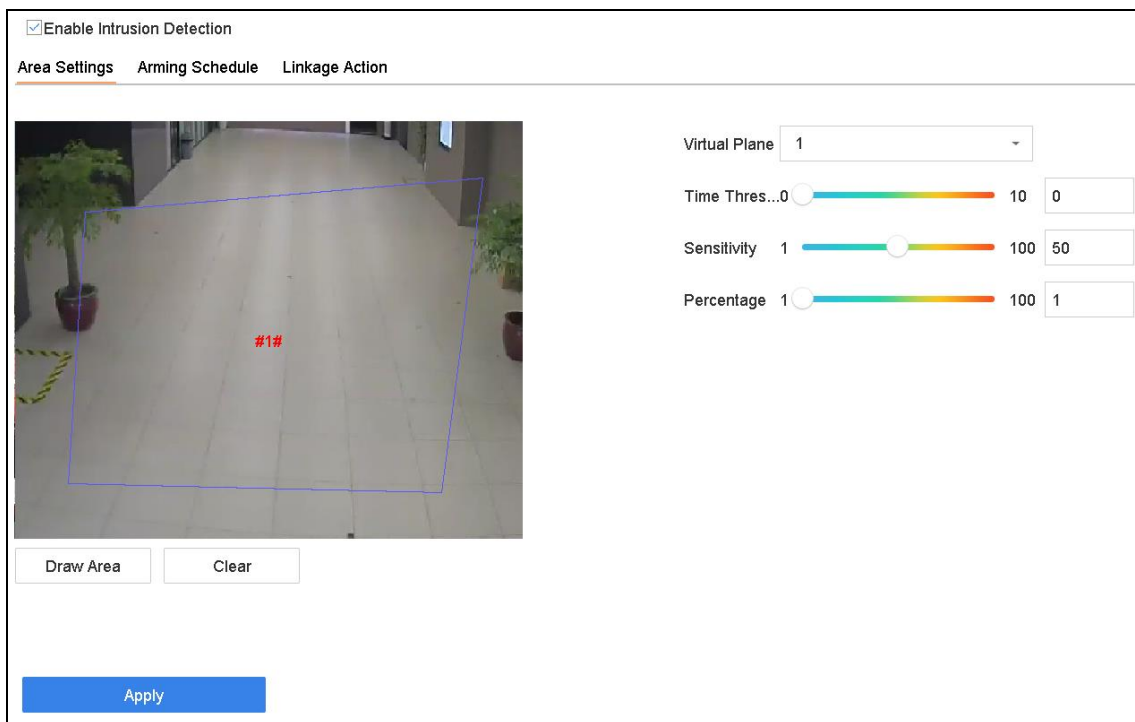 Enable Intrusion Detection
Area Settings Arming Schedule Linkage Action
Virtual Plane 1
Time Thres...0 10 0
Sensitivity 1 100 50
Percentage 1 100 1
#1#
Draw Area Clear
Apply